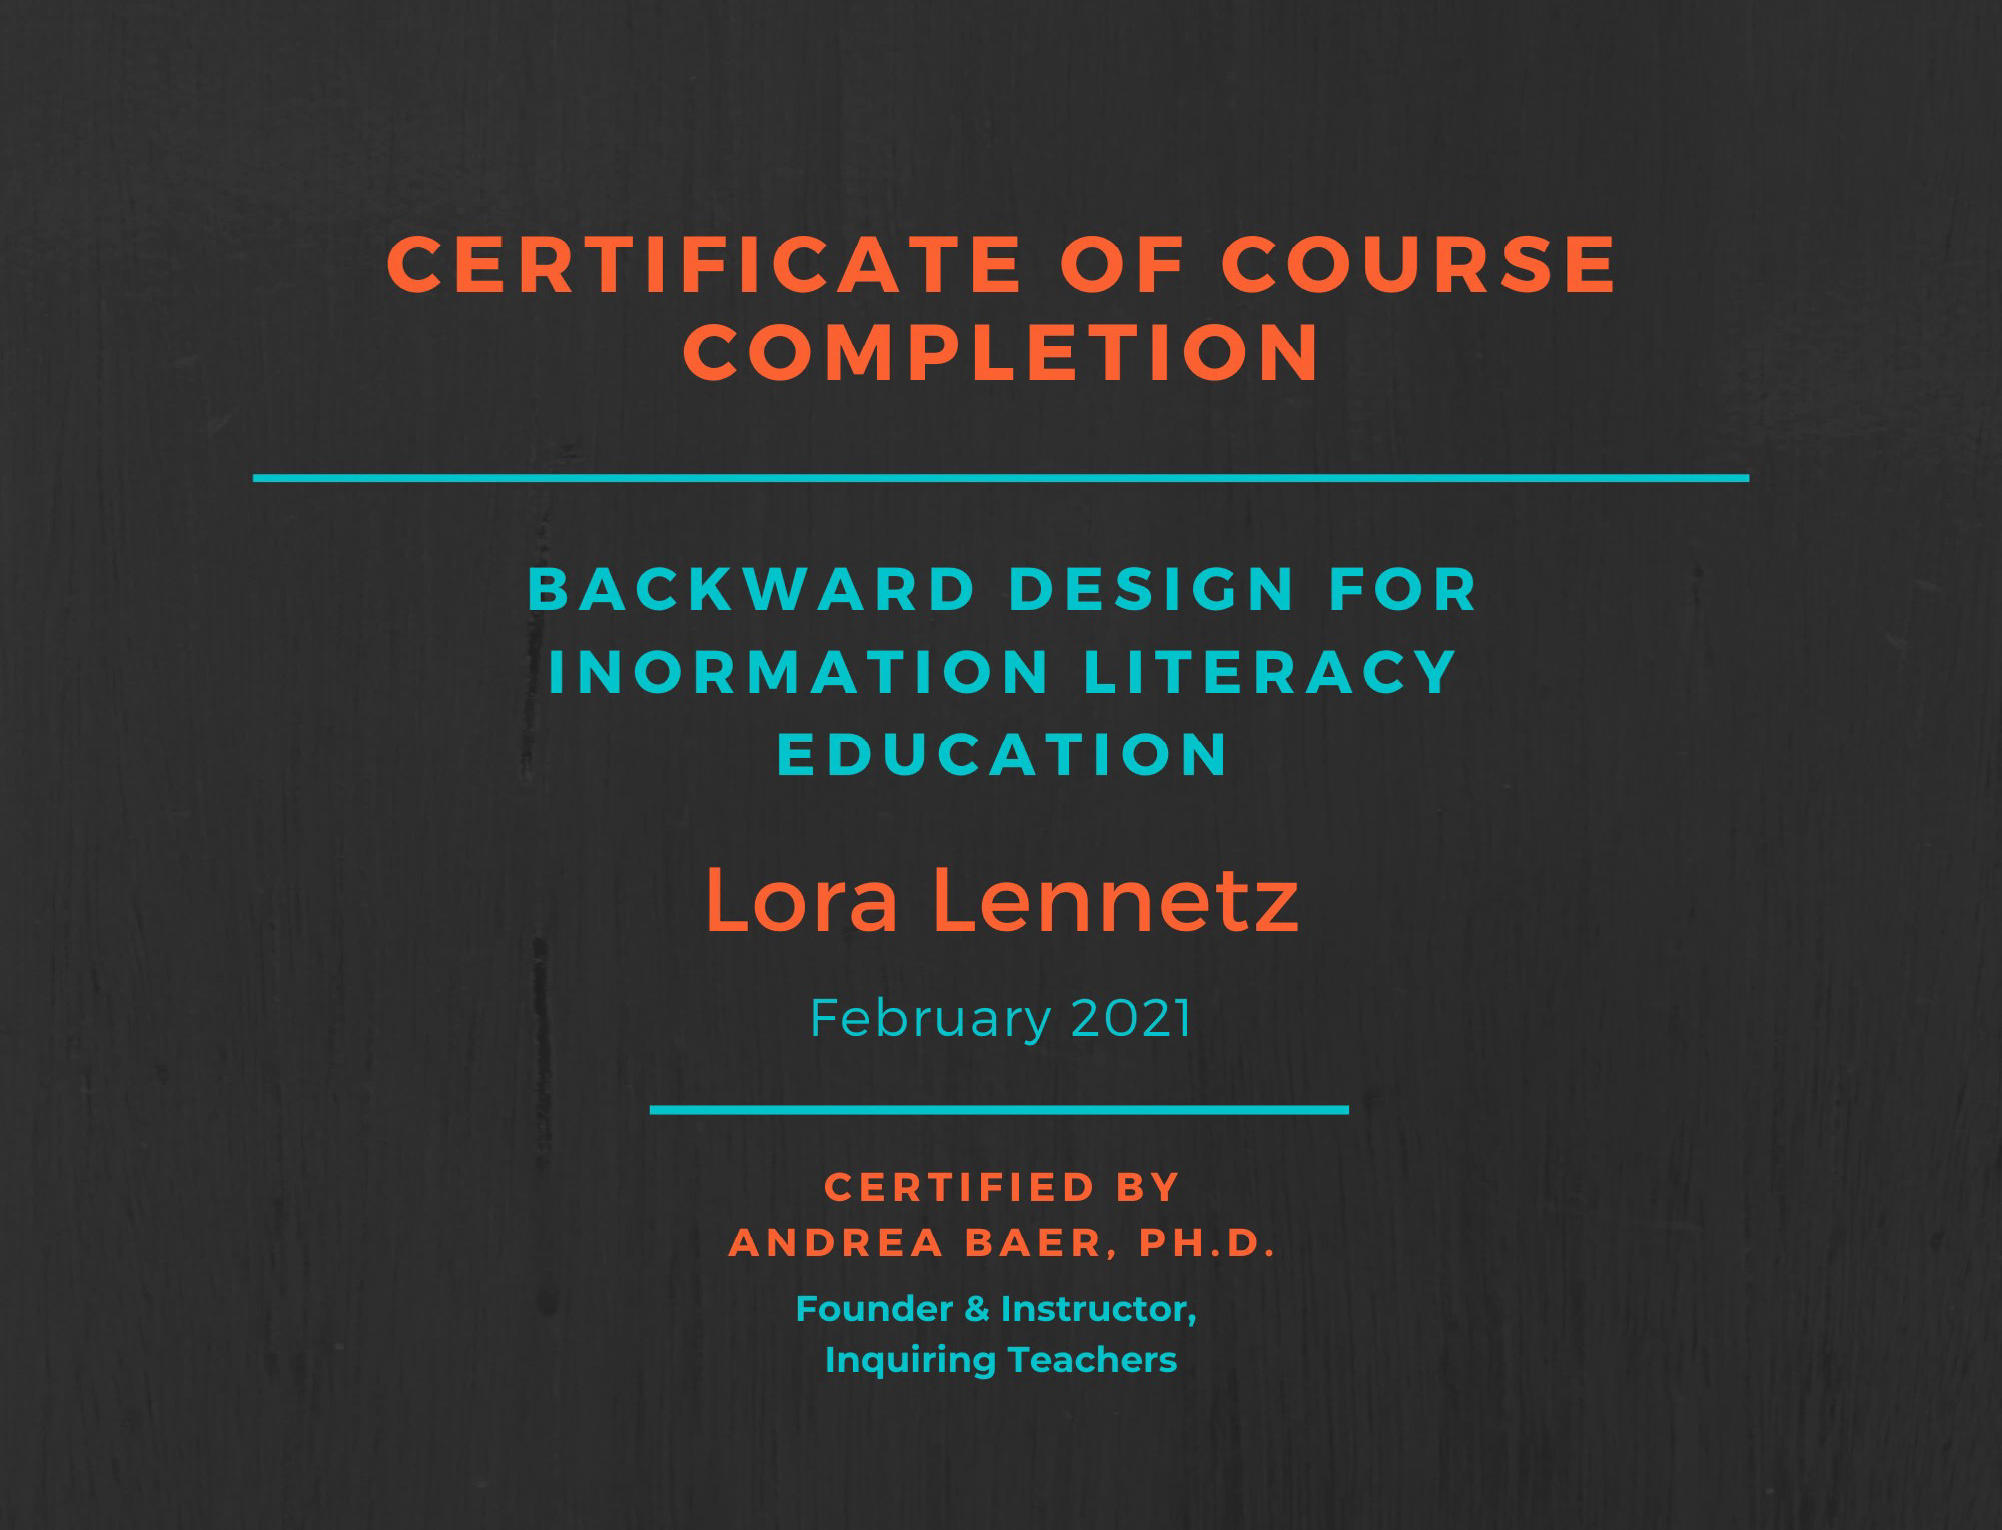 CERTIFICATE OF COURSE
COMPLETION
BACKWARD DESIGN FOR
INORMATION LITERACY
EDUCATION
Lora Lennetz
February 2021
CERTIFIED BY
ANDREA BAER, PH.D.
Founder & Instructor,
Inquiring Teachers